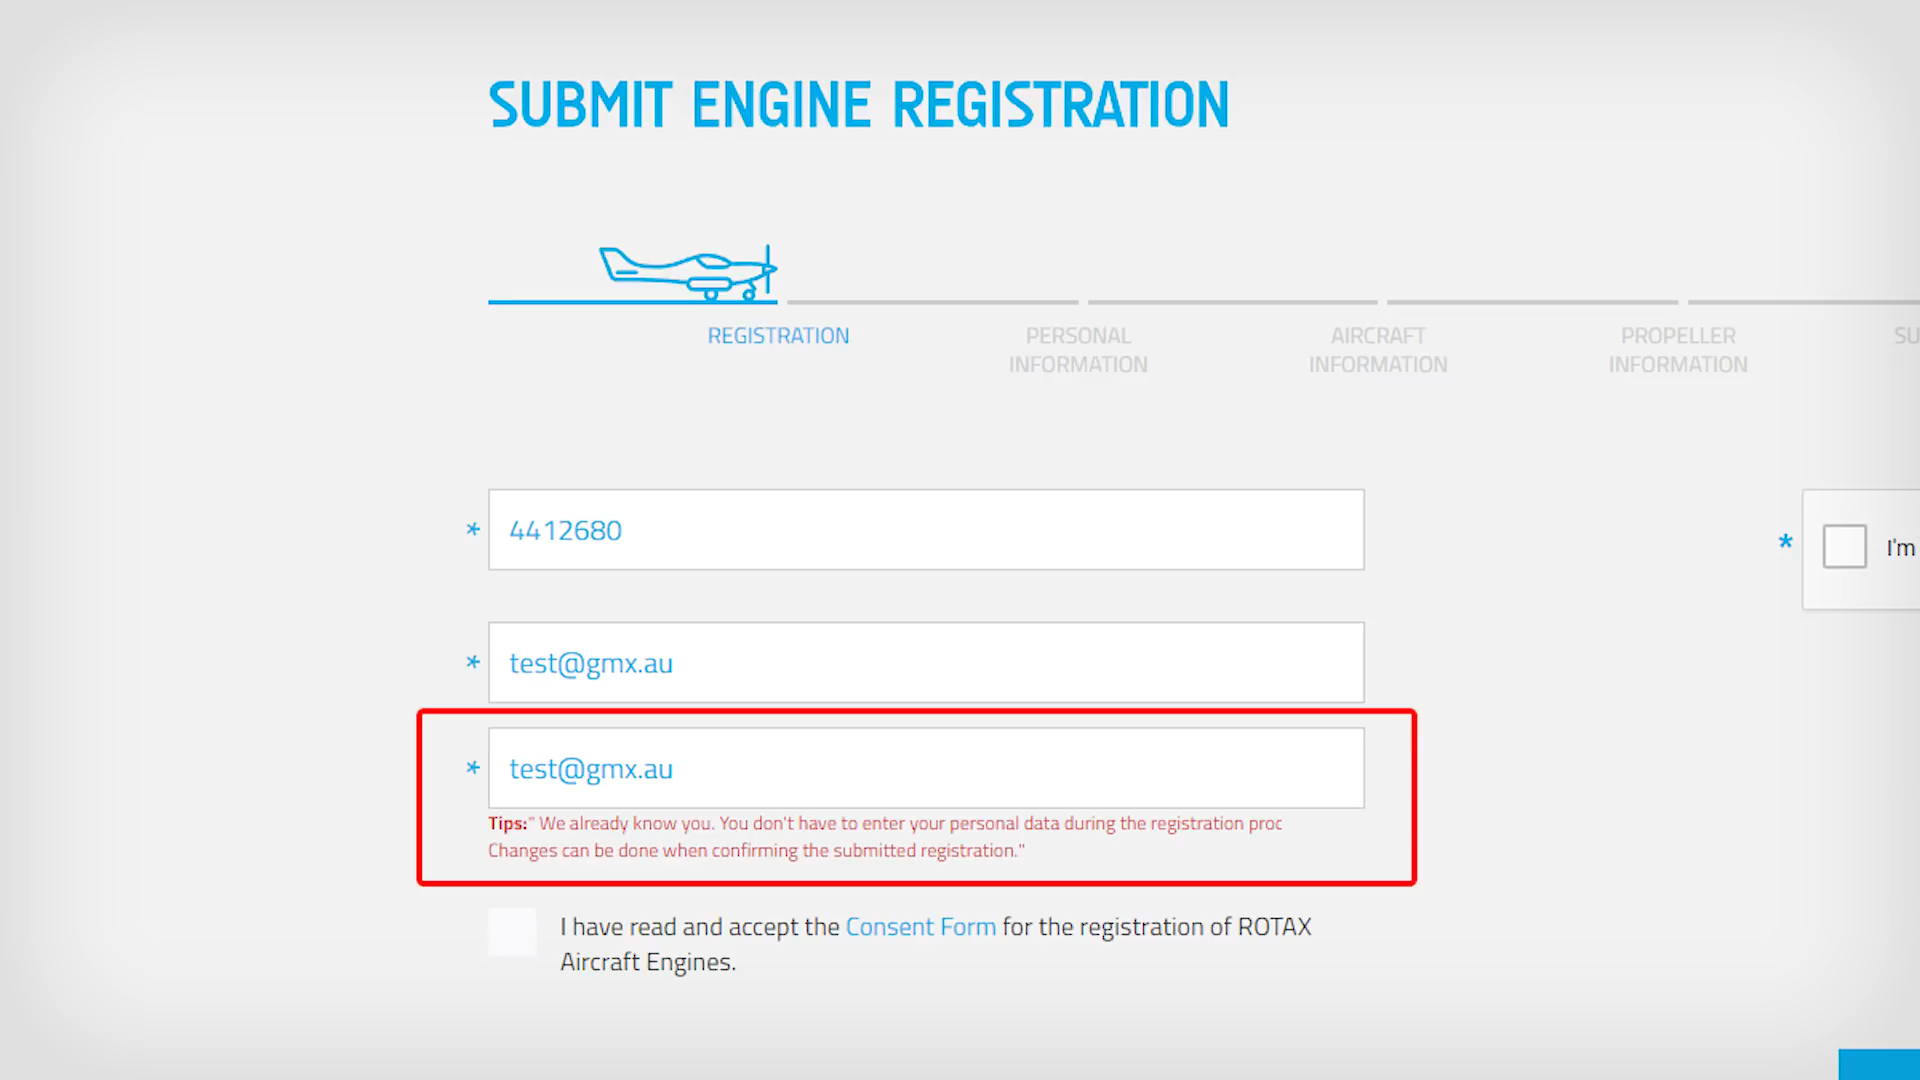 SUBMIT ENGINE REGISTRATION
REGISTRATION
PERSONAL
INFORMATION
AIRCRAFT
INFORMATION
PROPELLER
INFORMATION
SU
* 4412680
* I'm
* test@gmx.au
* test@gmx.au
Tips:" We already know you. You don't have to enter your personal data during the registration proc
Changes can be done when confirming the submitted registration."
I have read and accept the Consent Form for the registration of ROTAX
Aircraft Engines.